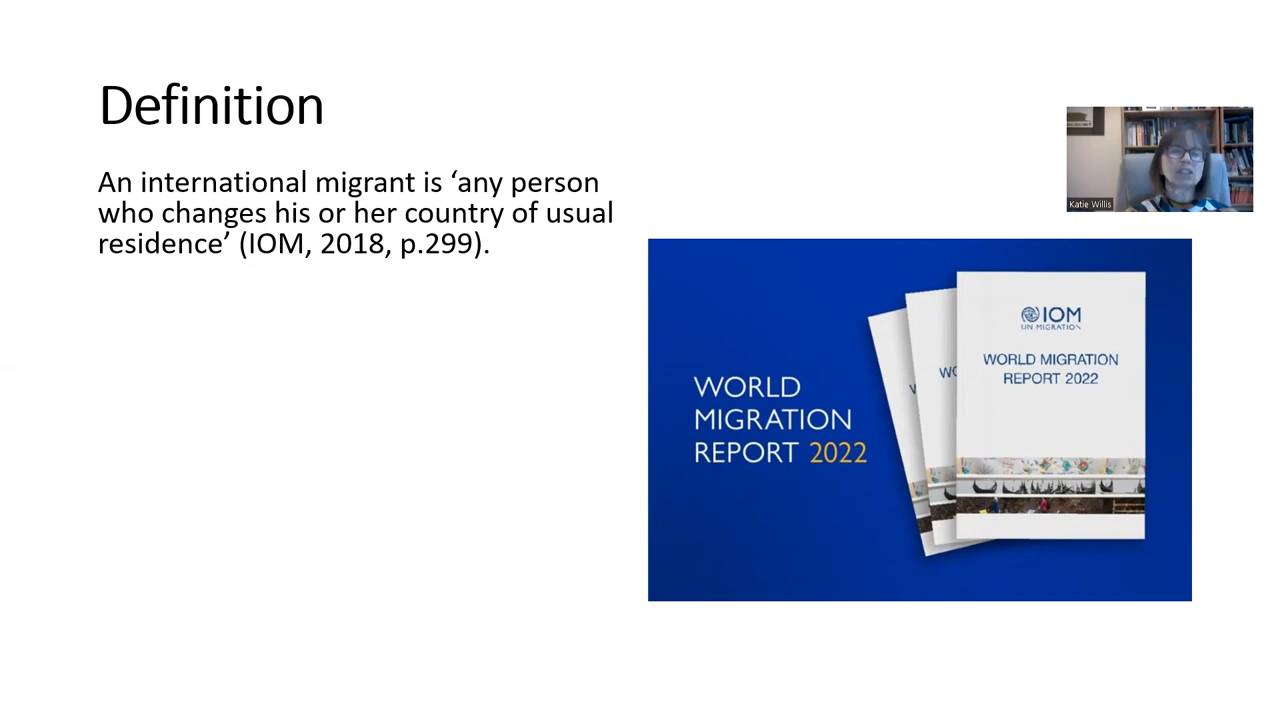 Definition
An international migrant is ‘any person
who changes his or her country of usual
residence’ (IOM, 2018, p.299).
Katie Willis
WORLD
MIGRATION
REPORT 2022
IOM
UN MIGRATION
WORLD MIGRATION
REPORT 2022